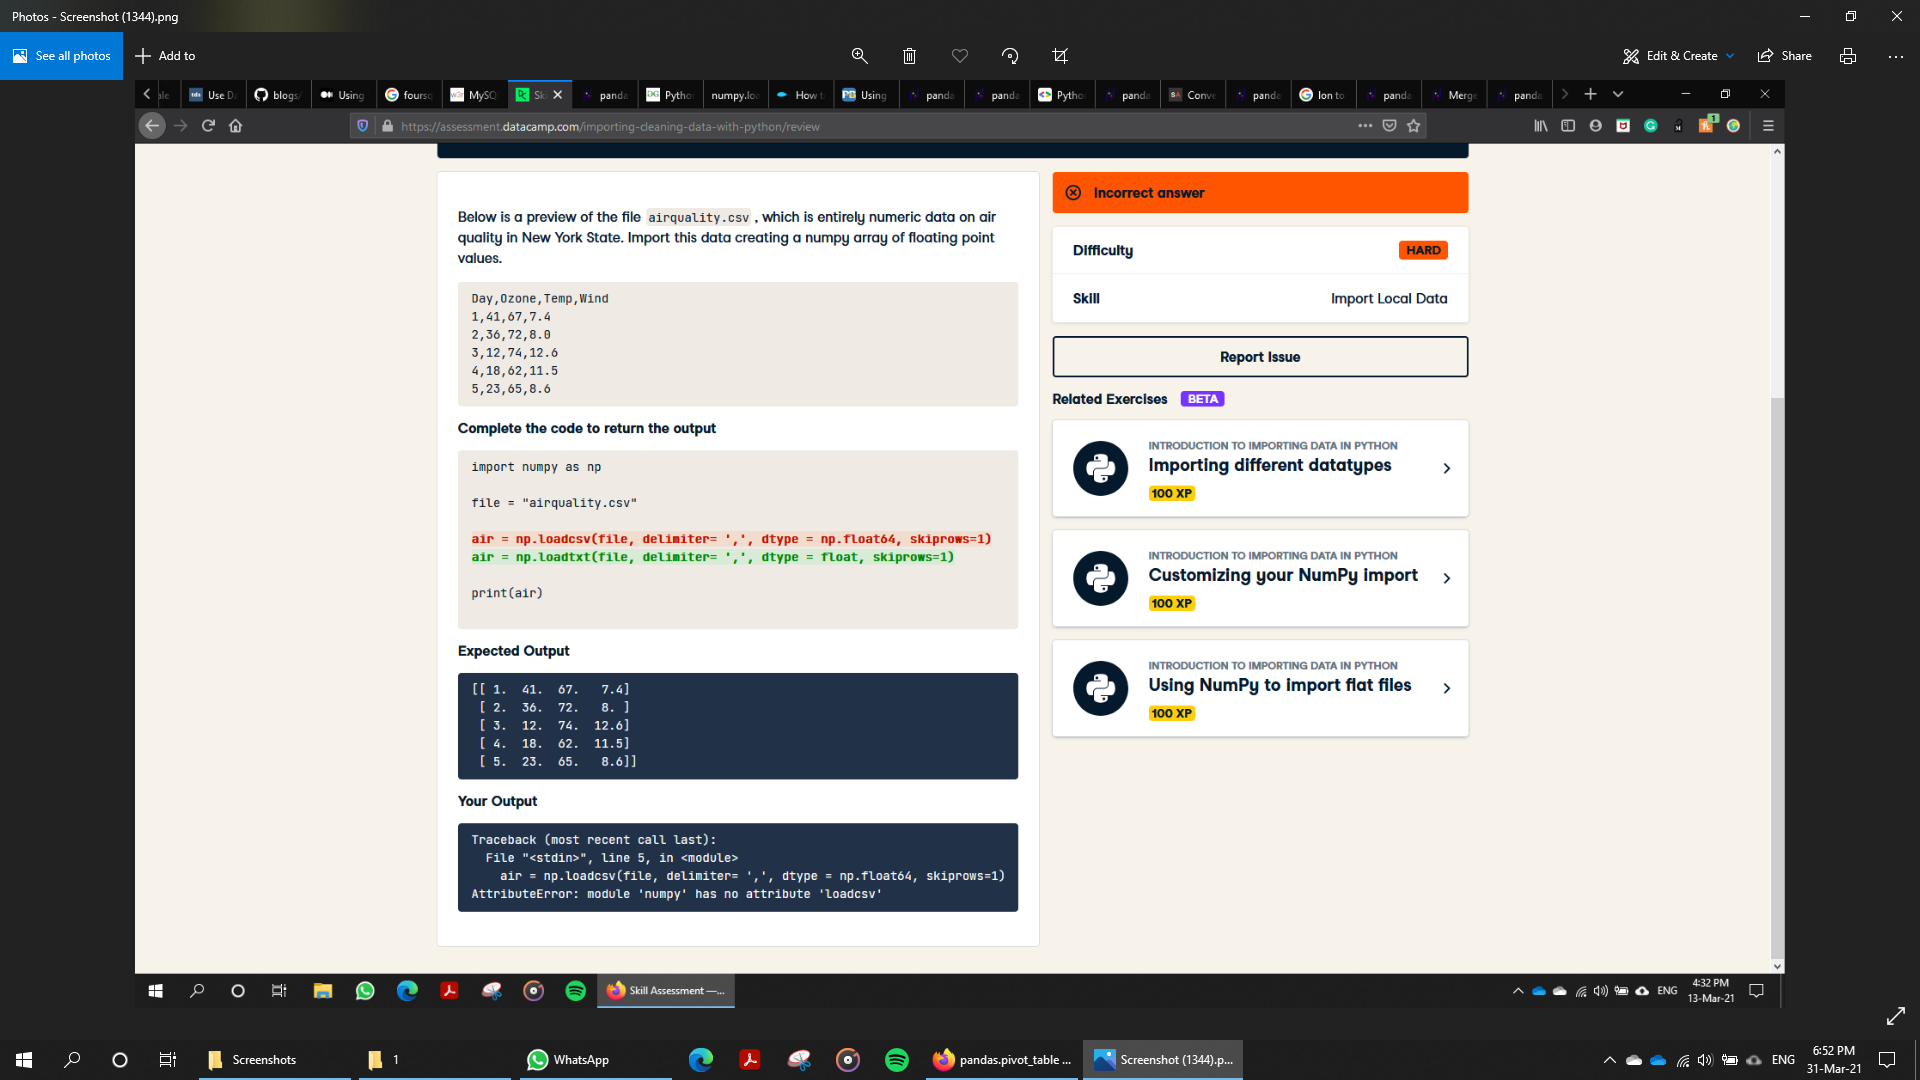 Photos - Screenshot (1344).png
See all photos
Add to
Edit & Create
Share
Use D
blogs/
Using
foursq
MySQ
Sk
panda
Pytho
numpy.loa
How t
Using
panda
panda
Pytho
panda
Conve
panda
lon to
panda
Merge
panda
https://assessment.datacamp.com/importing-cleaning-data-with-python/review
1
Below is a preview of the file airquality.csv , which is entirely numeric data on air
quality in New York State. Import this data creating a numpy array of floating point
values.
Day,Ozone,Temp,Wind
1,41,67,7.4
2,36,72,8.0
3,12,74,12.6
4,18,62,11.5
5,23,65,8.6
Complete the code to return the output
import numpy as np
file = "airquality.csv"
air = np.loadcsv(file, delimiter= ',', dtype = np.float64, skiprows=1)
air = np.loadtxt(file, delimiter= ',', dtype = float, skiprows=1)
print(air)
Expected Output
[[ 1.  41.  67.   7.4]
[ 2.  36.  72.   8. ]
[ 3.  12.  74.  12.6]
[ 4.  18.  62.  11.5]
[ 5.  23.  65.   8.6]]
Your Output
Traceback (most recent call last):
File "<stdin>", line 5, in <module>
air = np.loadcsv(file, delimiter= ',', dtype = np.float64, skiprows=1)
AttributeError: module 'numpy' has no attribute 'loadcsv'
Incorrect answer
Difficulty HARD
Skill Import Local Data
Report Issue
Related Exercises BETA
INTRODUCTION TO IMPORTING DATA IN PYTHON
Importing different datatypes
100 XP
INTRODUCTION TO IMPORTING DATA IN PYTHON
Customizing your NumPy import
100 XP
INTRODUCTION TO IMPORTING DATA IN PYTHON
Using NumPy to import flat files
100 XP
Skill Assessment —...
ENG
4:32 PM
13-Mar-21
Screenshots
1
WhatsApp
pandas.pivot_table ...
Screenshot (1344).p...
ENG
6:52 PM
31-Mar-21